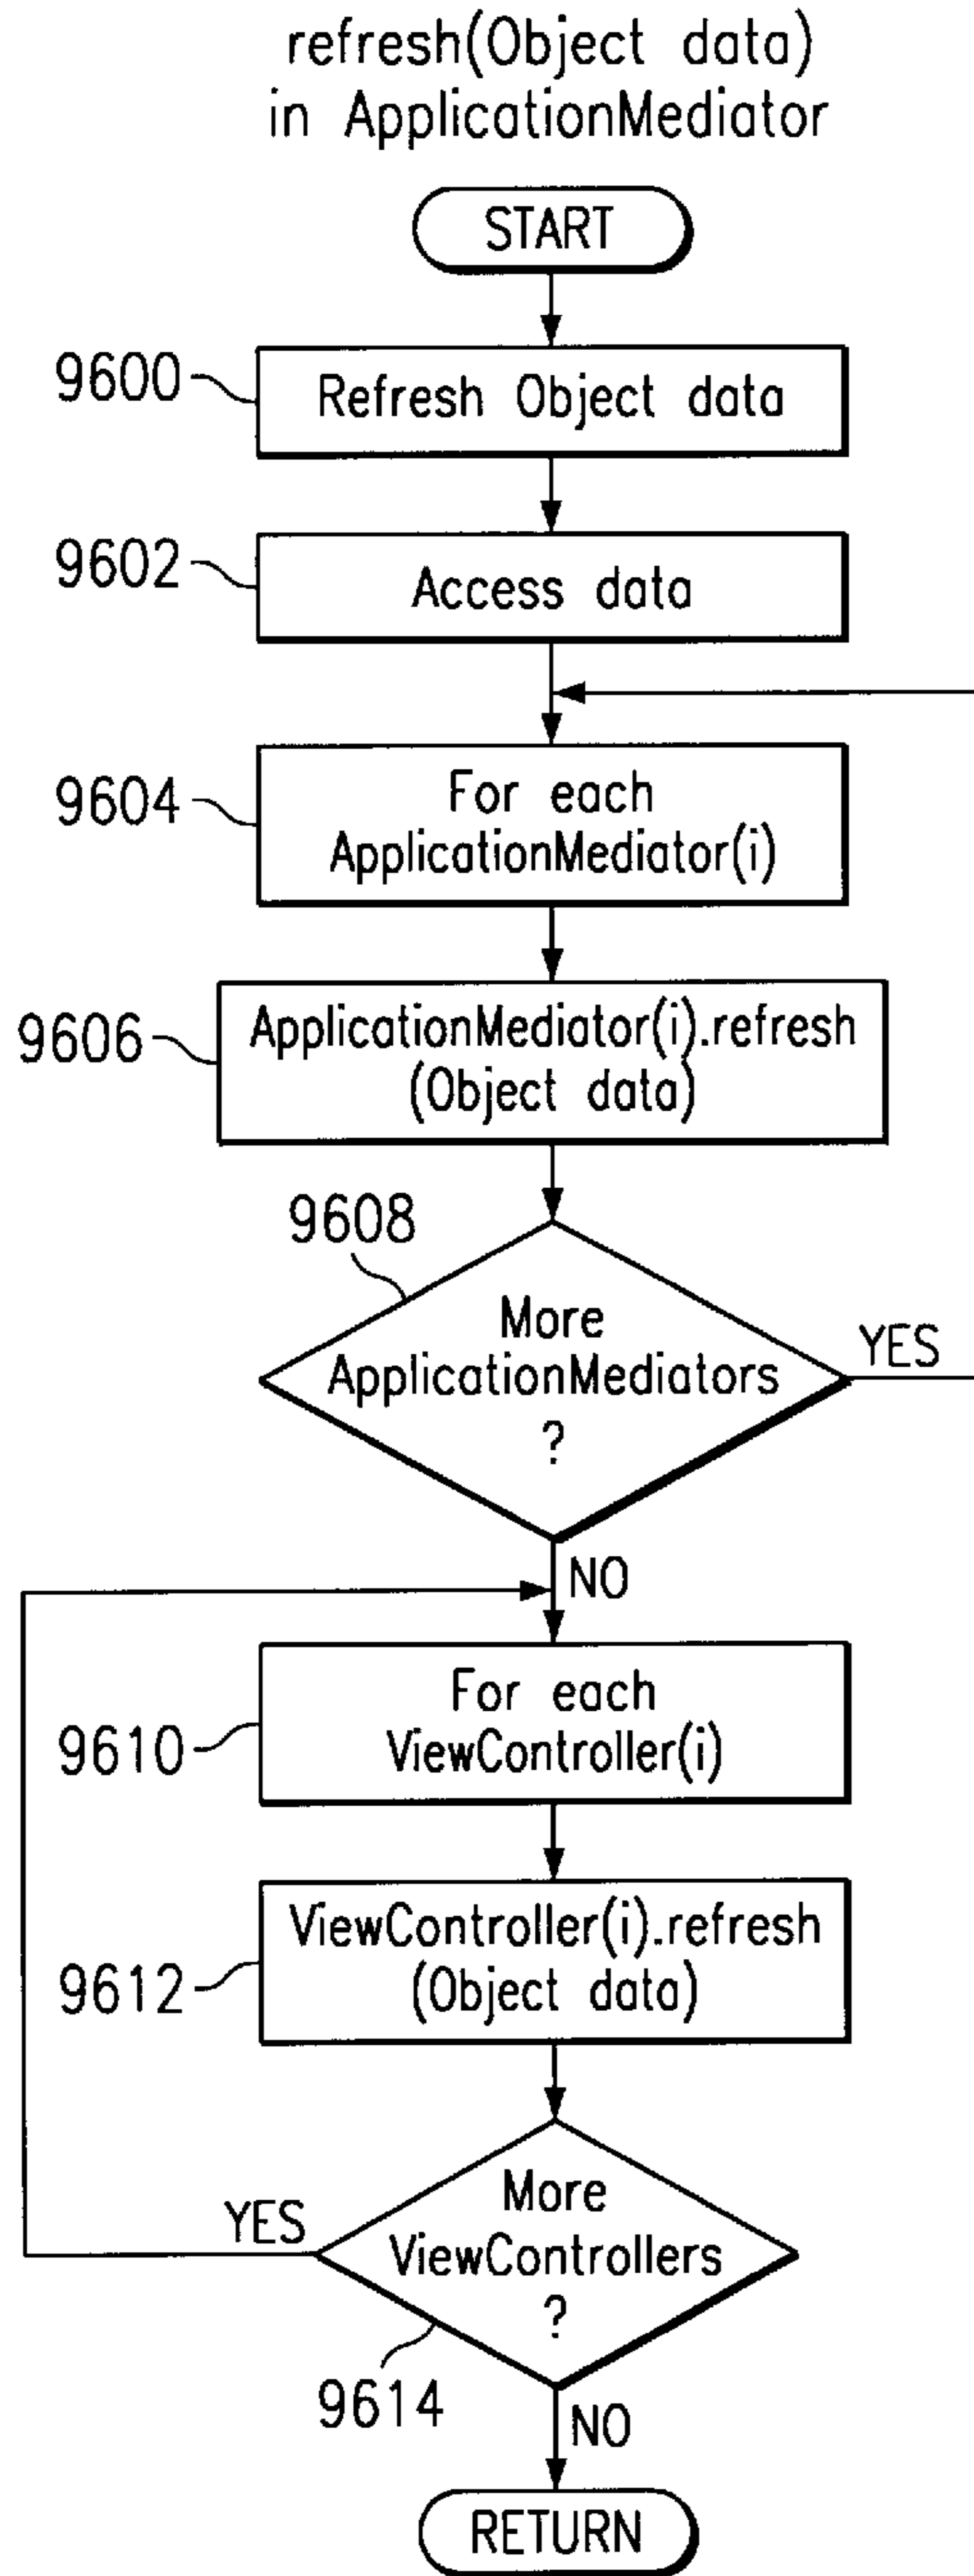 refresh(Object data)
in ApplicationMediator
START
9600
Refresh Object data
9602
Access data
9604
For each
ApplicationMediator(i)
9606
ApplicationMediator(i).refresh
(Object data)
9608
More
ApplicationMediators
?
YES
NO
9610
For each
ViewController(i)
9612
ViewController(i).refresh
(Object data)
YES
More
ViewControllers
?
9614
NO
RETURN